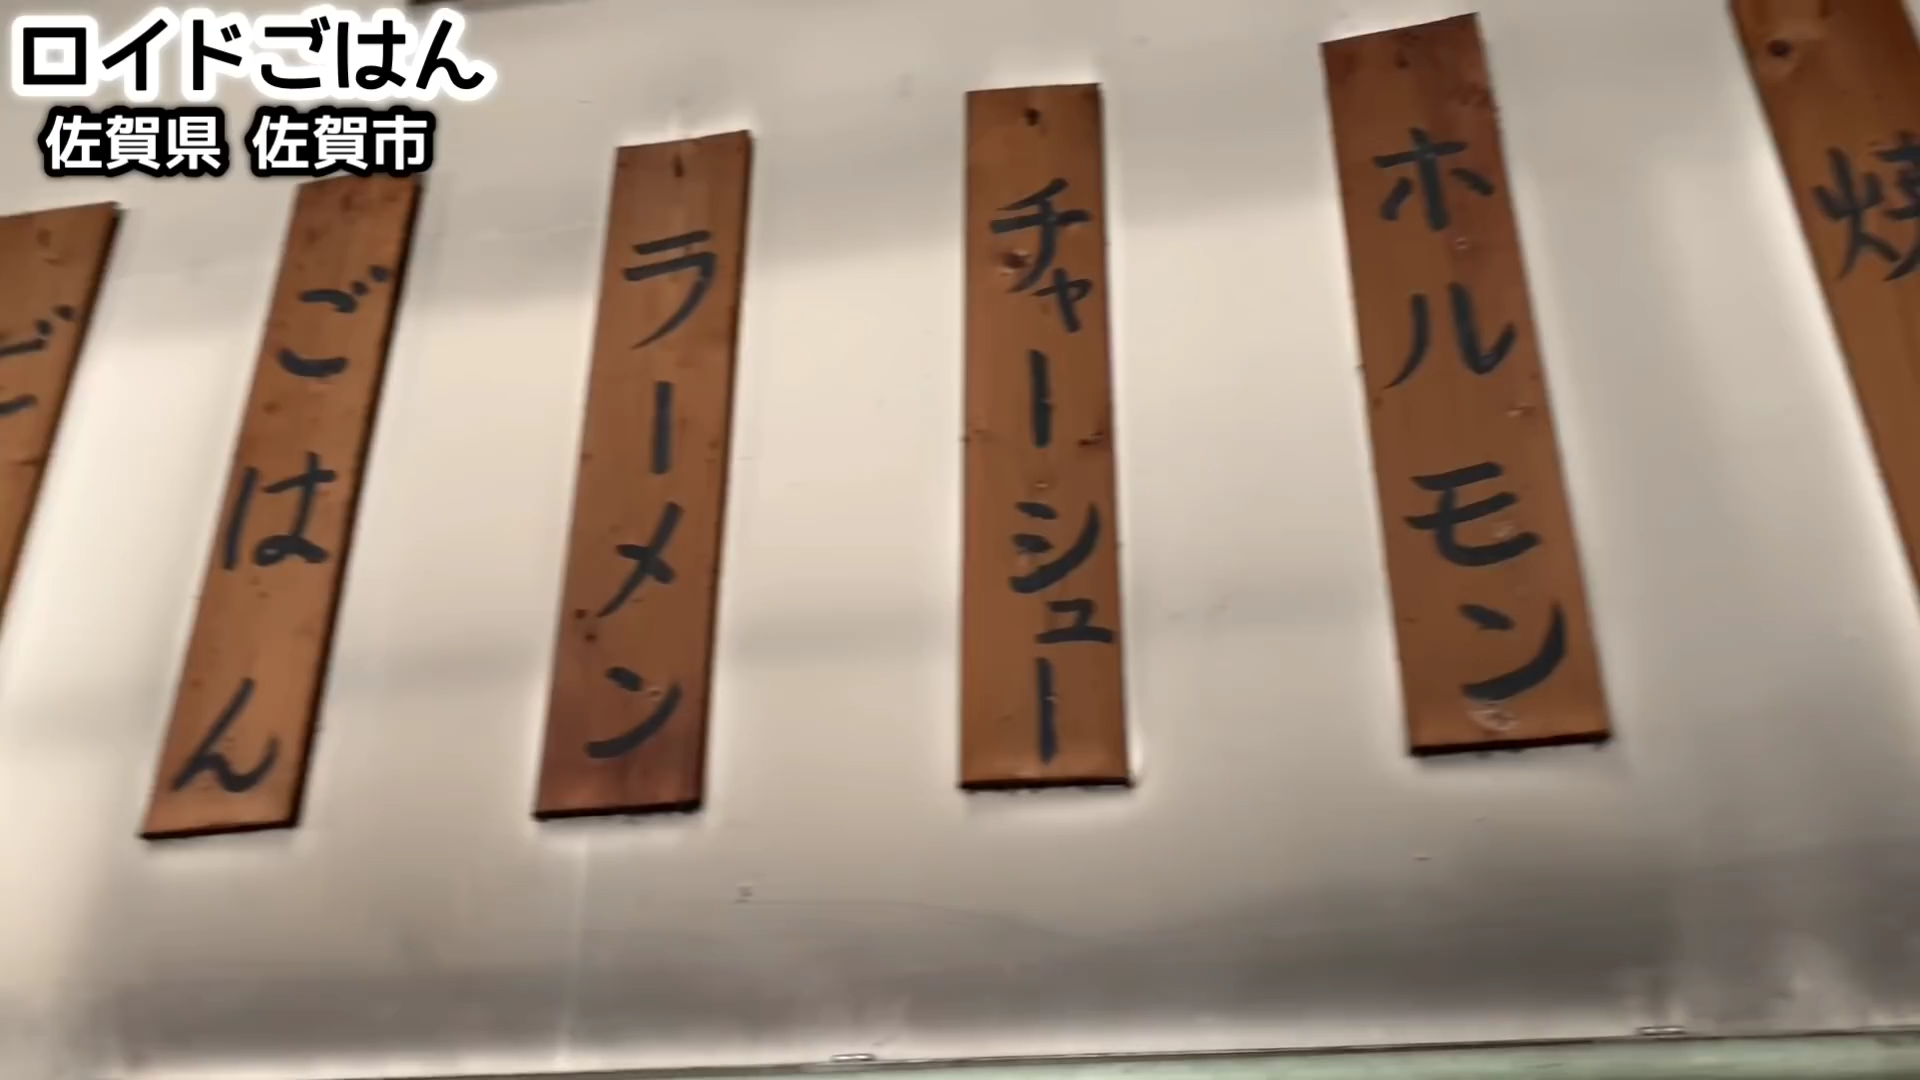 ロイドごはん
佐賀県 佐賀市
焼
ホルモン
チャーシュー
ラーメン
ごはん